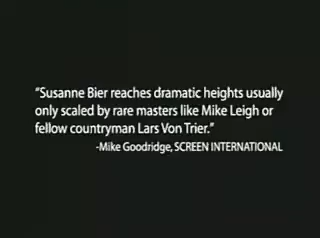 "Susanne Bier reaches dramatic heights usually
only scaled by rare masters like Mike Leigh or
fellow countryman Lars Von Trier."
-Mike Goodridge, SCREEN INTERNATIONAL